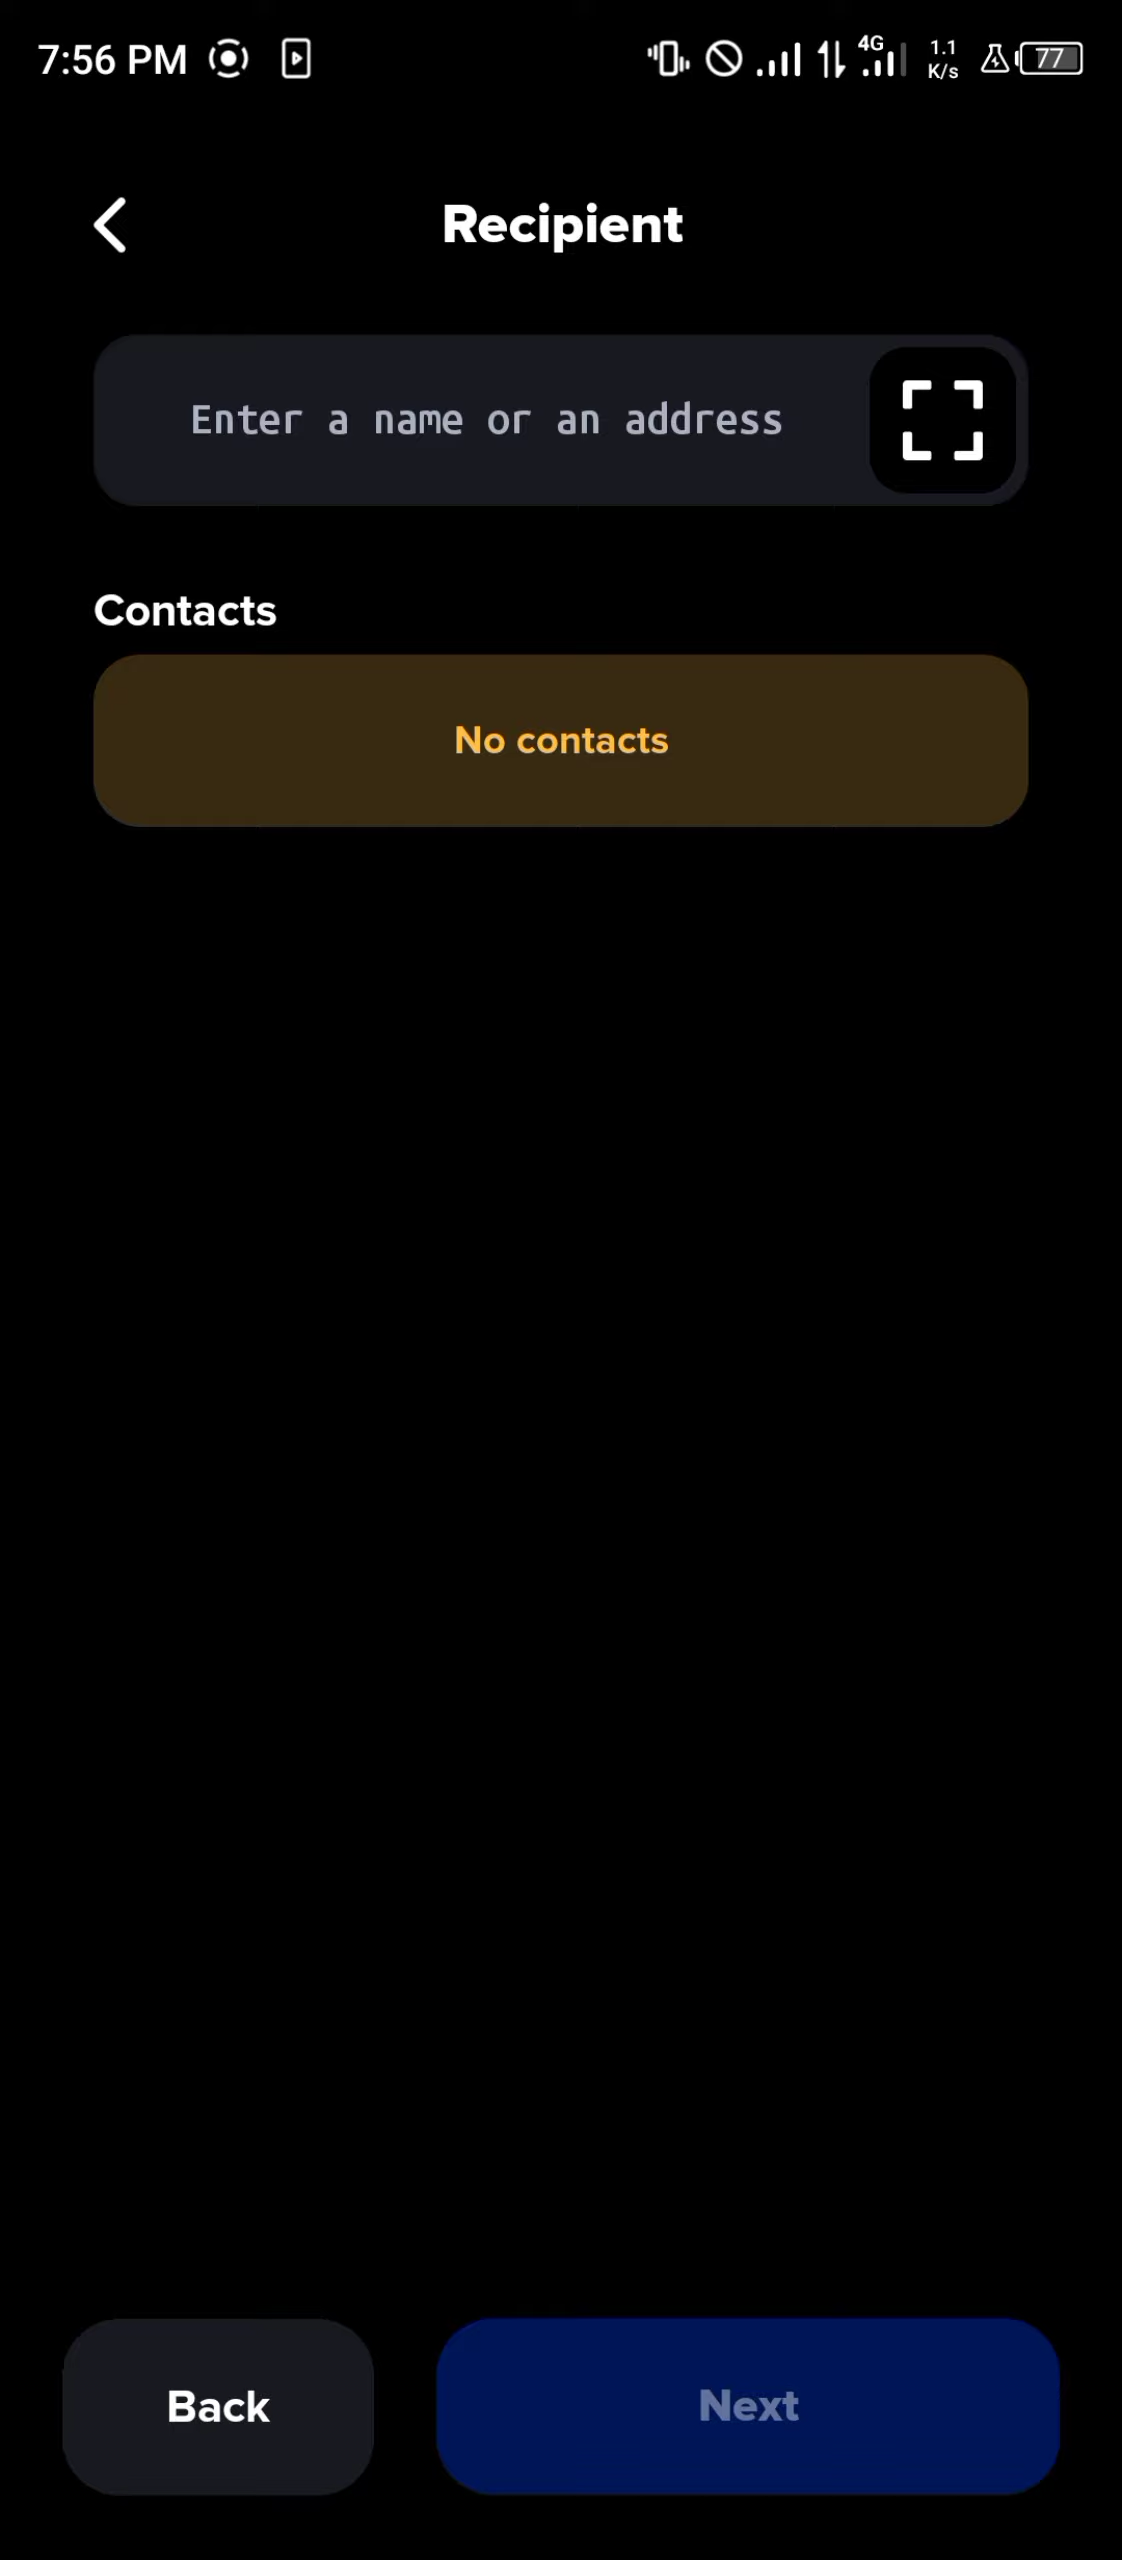 7:56 PM
4G
1.1
K/s
77
Recipient
Enter a name or an address
Contacts
No contacts
Back
Next